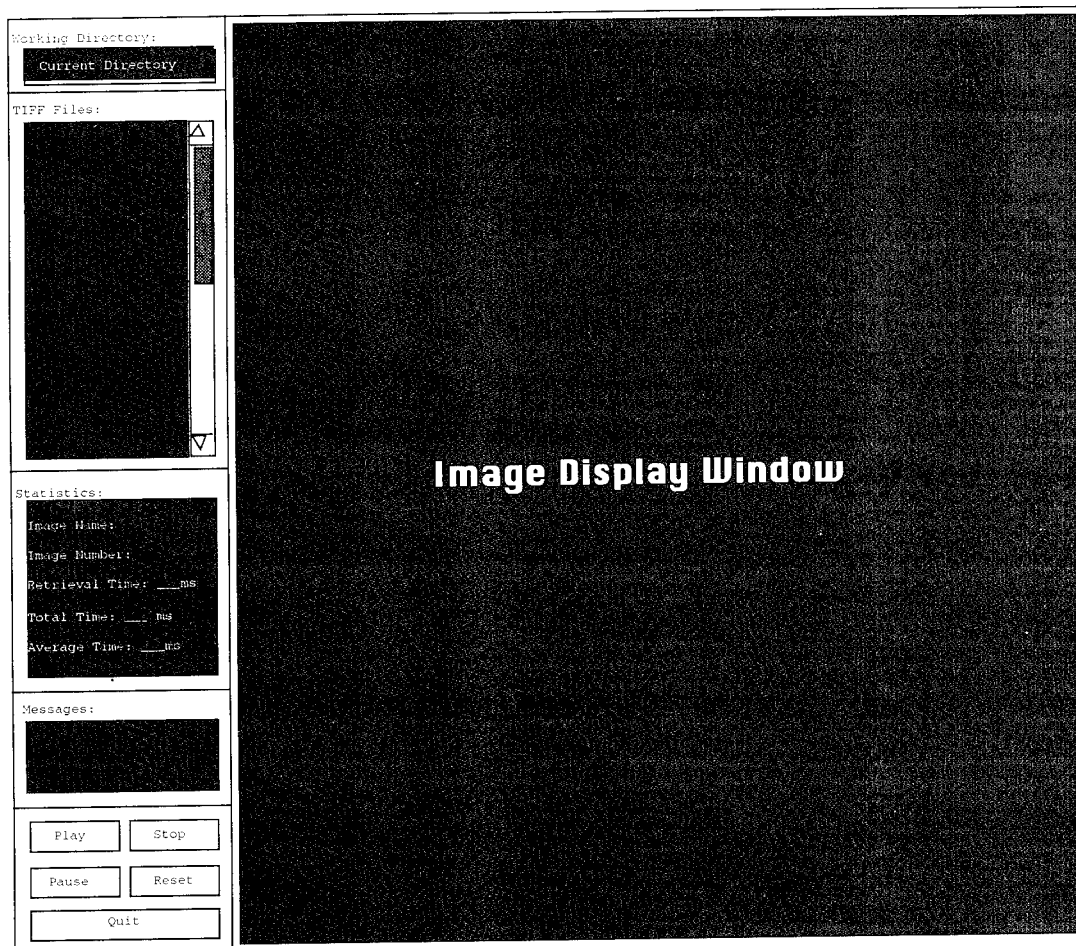 Working Directory:
Current Directory
TIFF Files:
Image Display Window
Statistics:
Image Name:
Image Number:
Retrieval Time: ___ms
Total Time: ___ ms
Average Time: ___ms
Messages:
Play
Stop
Pause
Reset
Quit